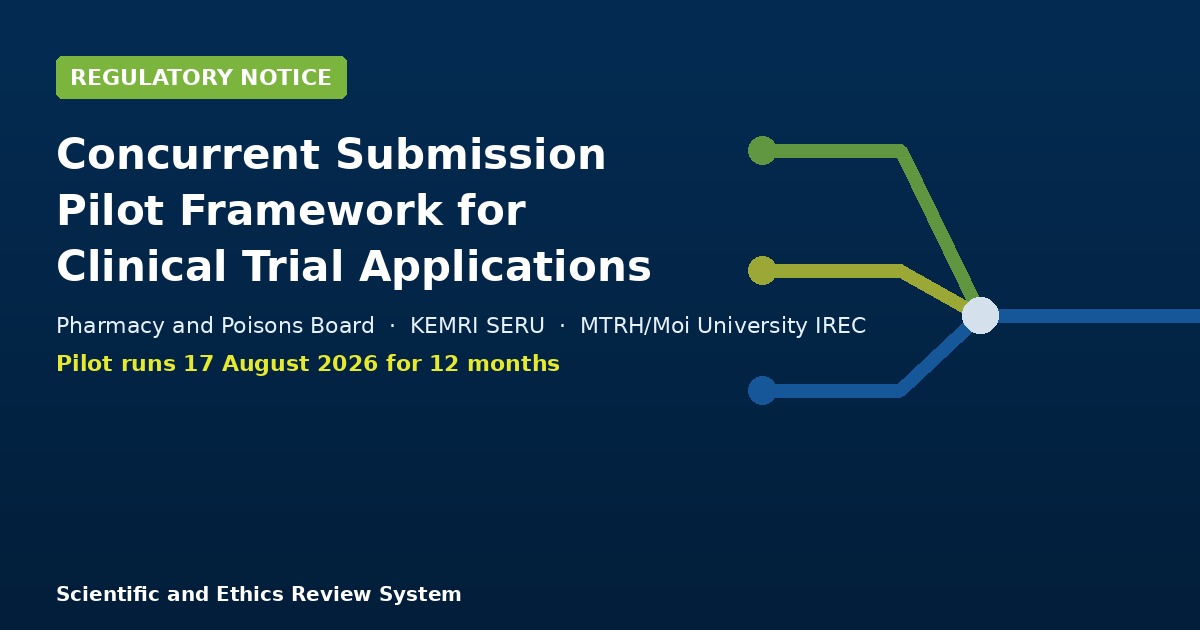 REGULATORY NOTICE
Concurrent Submission
Pilot Framework for
Clinical Trial Applications
Pharmacy and Poisons Board · KEMRI SERU · MTRH/Moi University IREC
Pilot runs 17 August 2026 for 12 months
Scientific and Ethics Review System